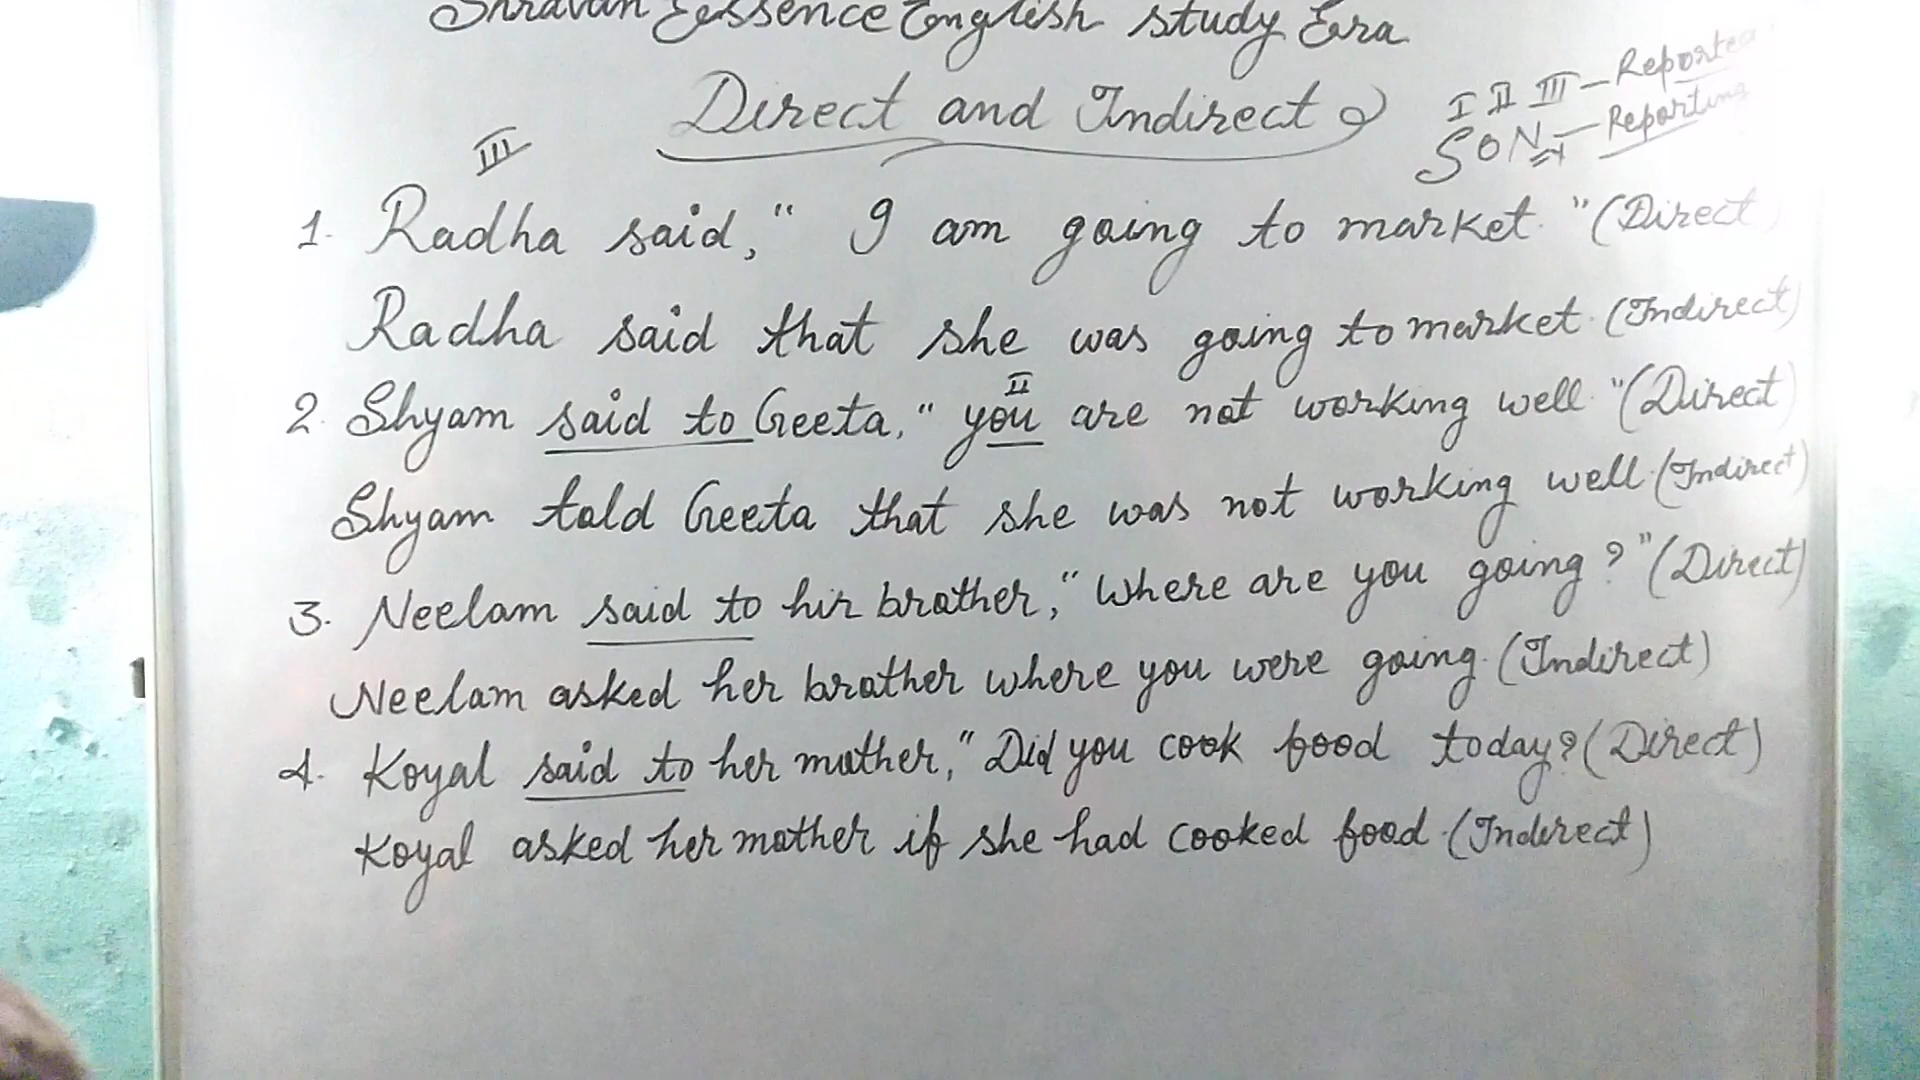 Shravan Eessence English study Era
Direct and Indirect
I II III – Reported
SON – Reporting
III
1. Radha said, " I am going to market. " (Direct
Radha said that she was going to market. (Indirect)
II
2. Shyam said to Geeta, " you are not working well. " (Direct)
Shyam told Geeta that she was not working well. (Indirect)
3. Neelam said to hir brother, " Where are you going ? " (Direct)
Neelam asked her brother where you were going. (Indirect)
4. Koyal said to her mother, " Did you cook food today? (Direct)
Koyal asked her mother if she had cooked food. (Indirect)